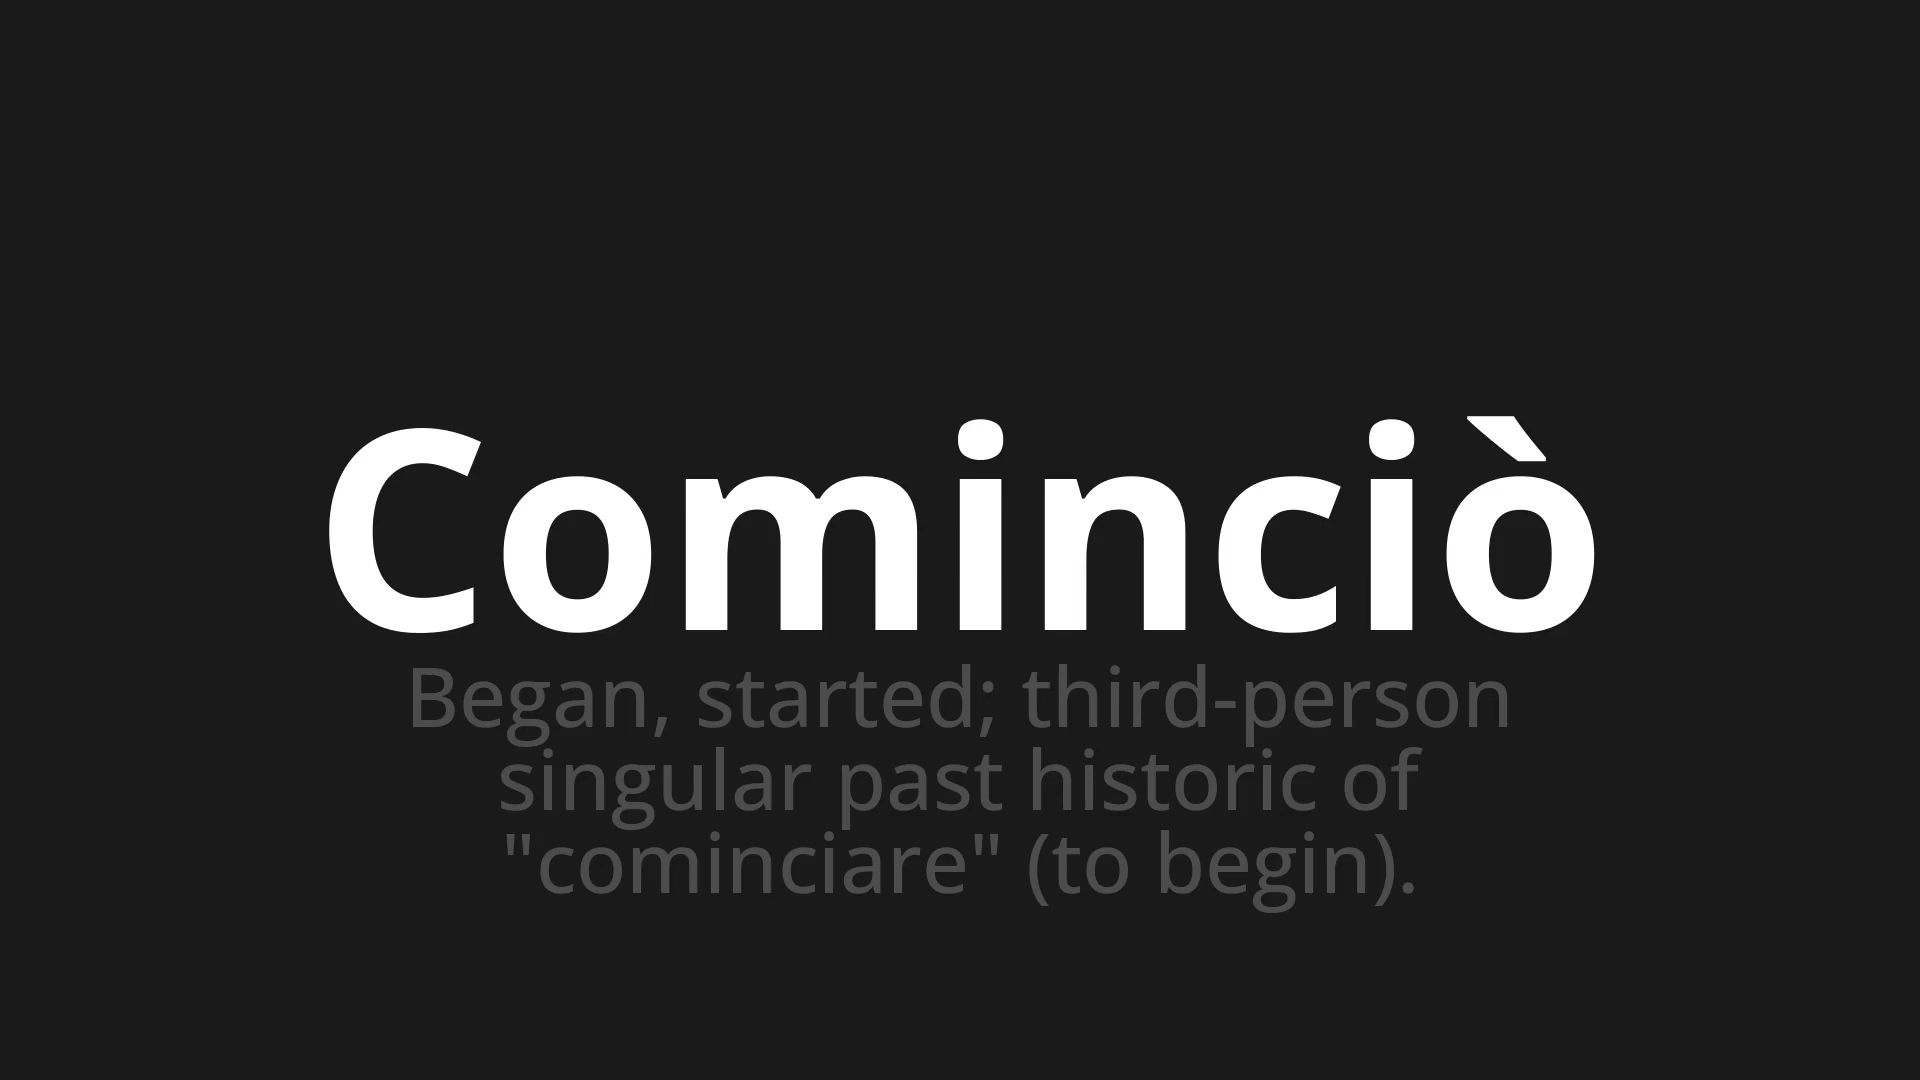 Cominciò
Began, started; third-person
singular past historic of
"cominciare" (to begin).